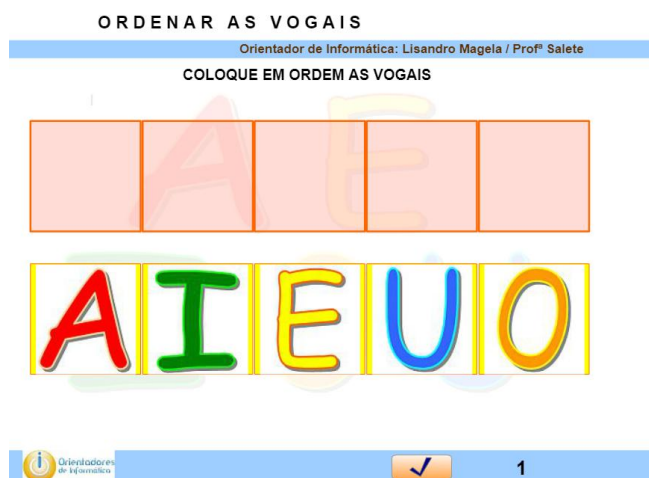 ORDENAR AS VOGAIS
Orientador de Informática: Lisandro Magela / Profª Salete
COLOQUE EM ORDEM AS VOGAIS
A E
A I E U O
Orientadores
de Informática
1